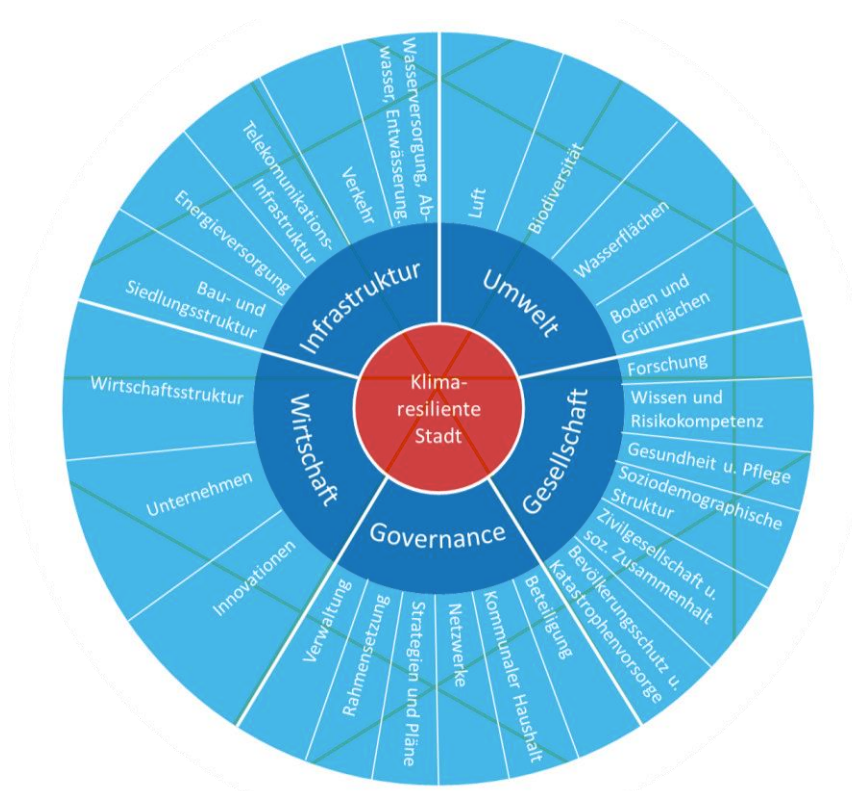 Klima-
resiliente
Stadt
Umwelt
Luft
Biodiversität
Wasserflächen
Boden und
Grünflächen
Gesellschaft
Forschung
Wissen und
Risikokompetenz
Gesundheit u. Pflege
Soziodemographische
Struktur
Zivilgesellschaft u.
soz. Zusammenhalt
Bevölkerungsschutz u.
Katastrophenvorsorge
Governance
Beteiligung
Kommunaler Haushalt
Netzwerke
Strategien und Pläne
Rahmensetzung
Verwaltung
Wirtschaft
Innovationen
Unternehmen
Wirtschaftsstruktur
Infrastruktur
Bau- und
Siedlungsstruktur
Energieversorgung
Telekomunikations-
Infrastruktur
Verkehr
Wasserversorgung, Ab-
wasser, Entwässerung.